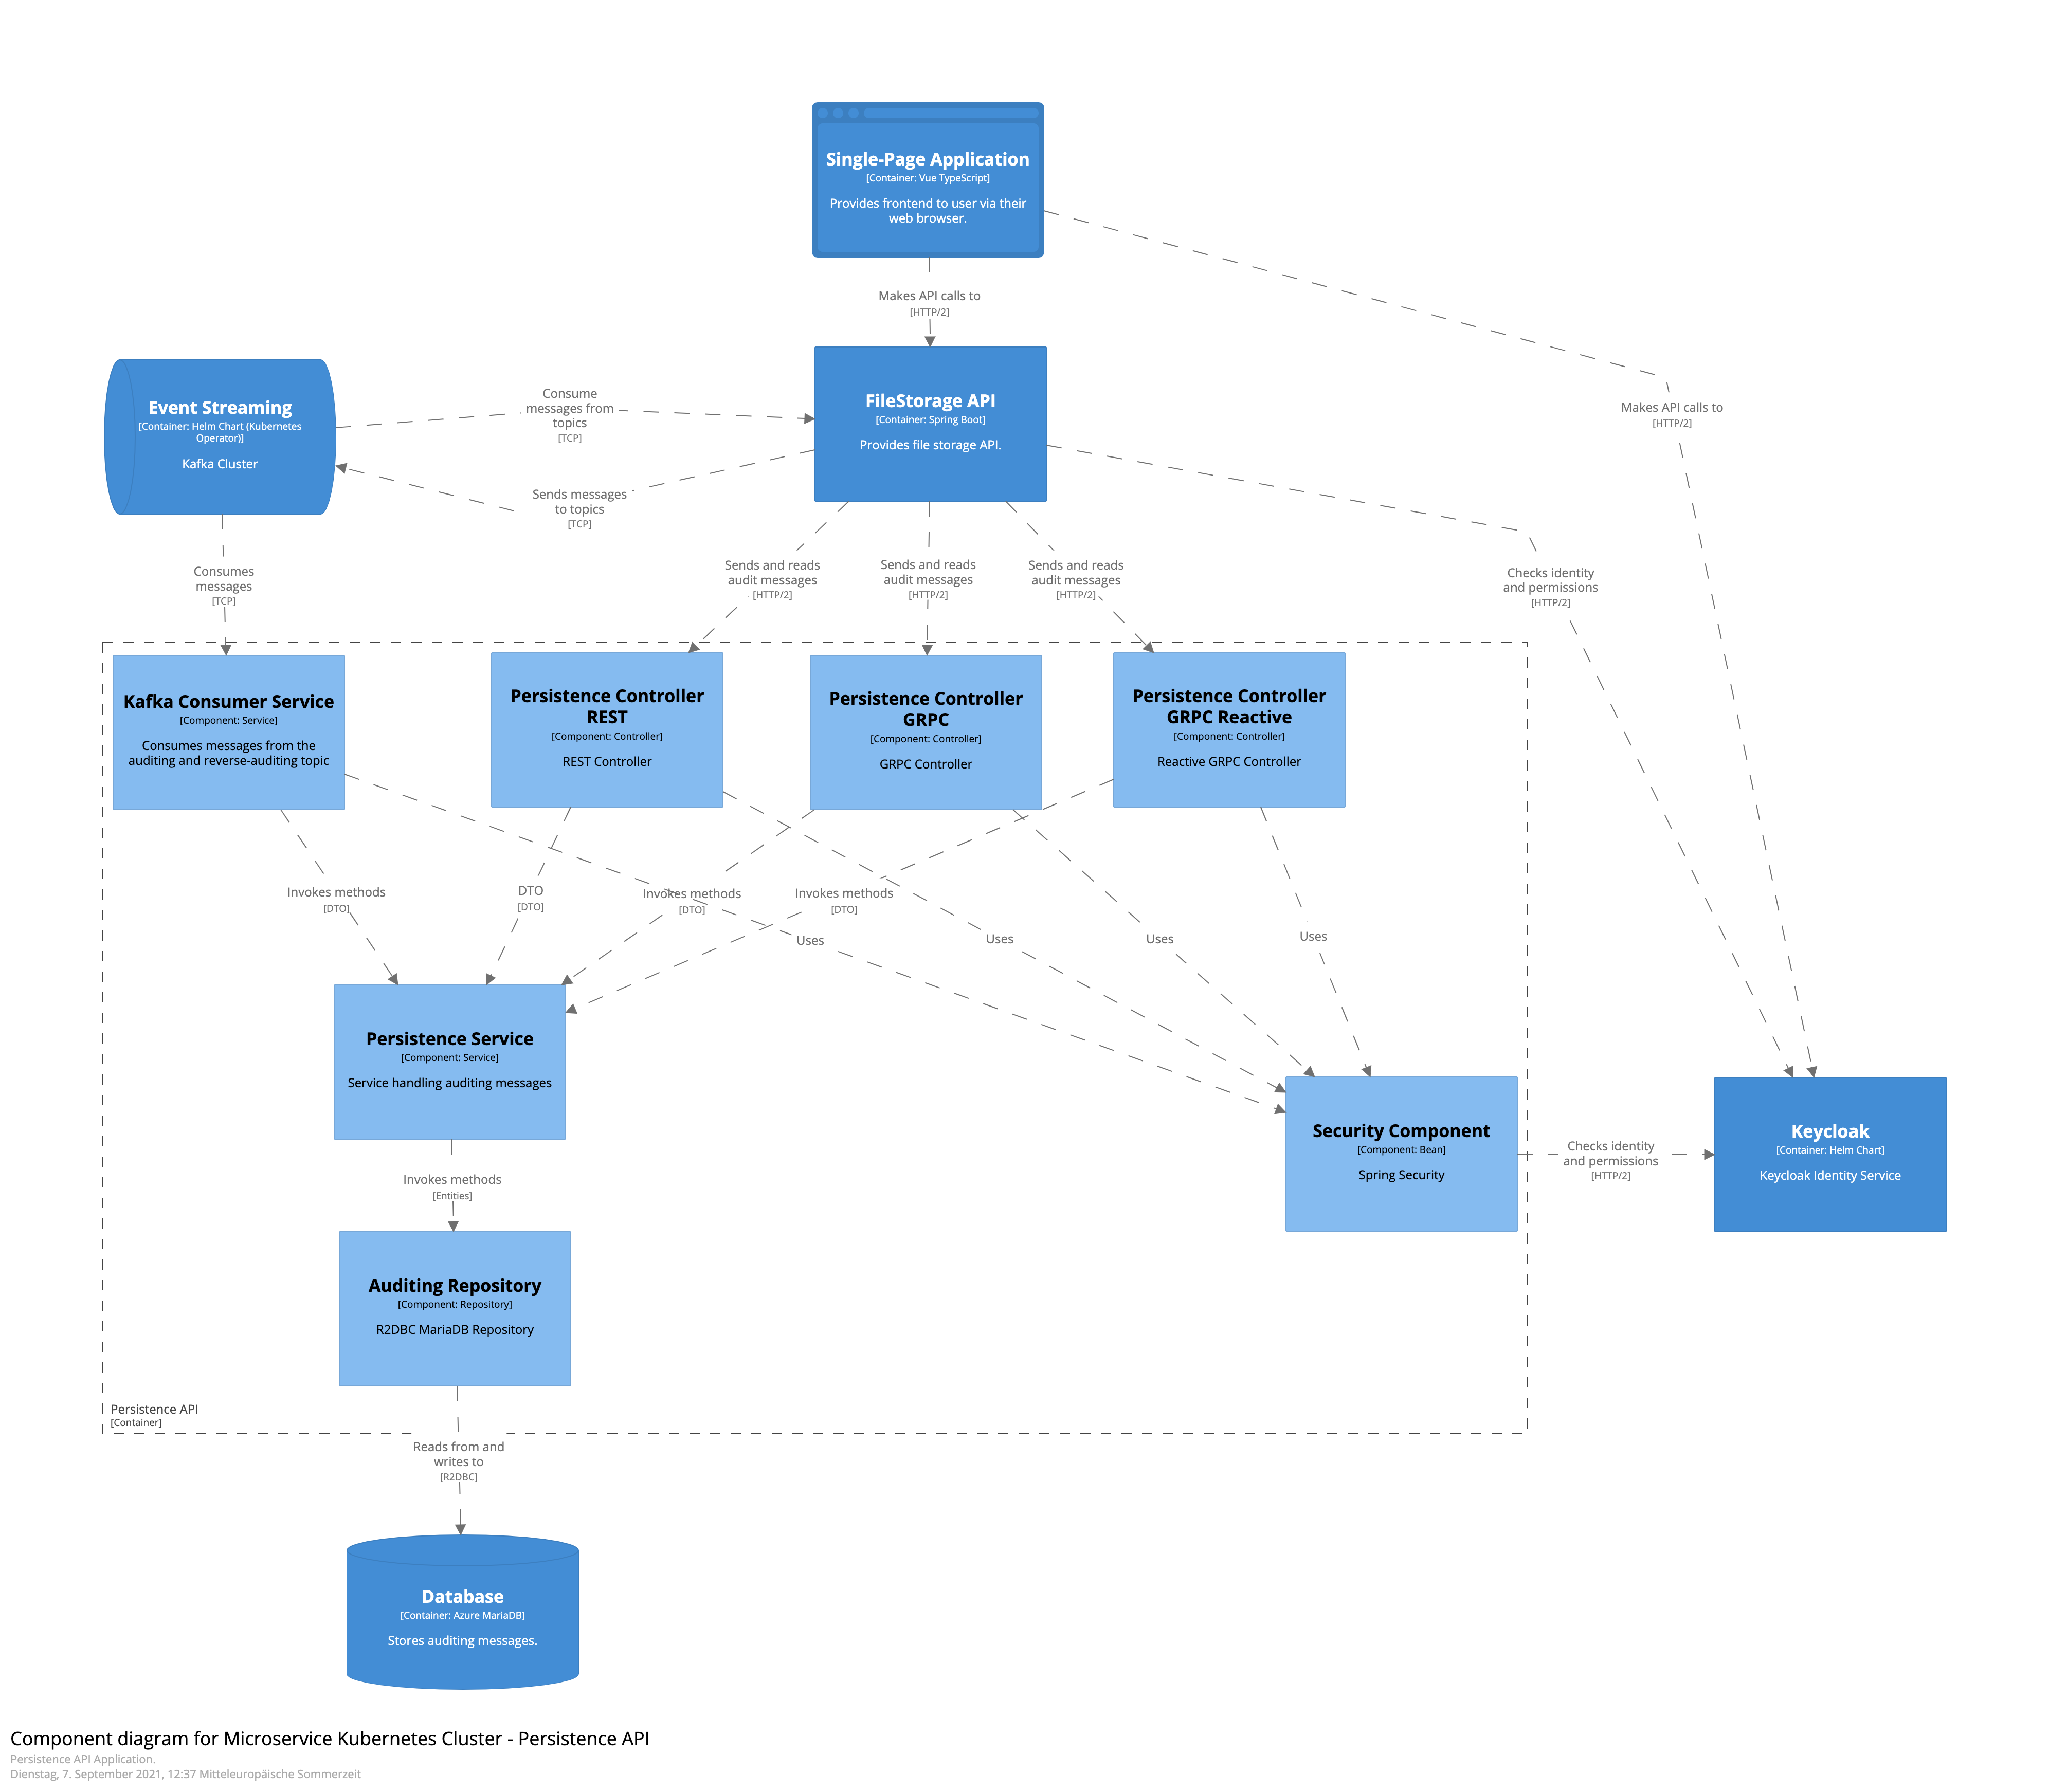 Single-Page Application
[Container: Vue TypeScript]
Provides frontend to user via their
web browser.
Makes API calls to
[HTTP/2]
Event Streaming
[Container: Helm Chart (Kubernetes
Operator)]
Kafka Cluster
Consume
messages from
topics
[TCP]
Sends messages
to topics
[TCP]
FileStorage API
[Container: Spring Boot]
Provides file storage API.
Makes API calls to
[HTTP/2]
Consumes
messages
[TCP]
Sends and reads
audit messages
[HTTP/2]
Sends and reads
audit messages
[HTTP/2]
Sends and reads
audit messages
[HTTP/2]
Checks identity
and permissions
[HTTP/2]
Kafka Consumer Service
[Component: Service]
Consumes messages from the
auditing and reverse-auditing topic
Persistence Controller
REST
[Component: Controller]
REST Controller
Persistence Controller
GRPC
[Component: Controller]
GRPC Controller
Persistence Controller
GRPC Reactive
[Component: Controller]
Reactive GRPC Controller
Invokes methods
[DTO]
DTO
[DTO]
Invokes methods
[DTO]
Invokes methods
[DTO]
Uses
Uses
Uses
Uses
Persistence Service
[Component: Service]
Service handling auditing messages
Security Component
[Component: Bean]
Spring Security
Checks identity
and permissions
[HTTP/2]
Keycloak
[Container: Helm Chart]
Keycloak Identity Service
Invokes methods
[Entities]
Auditing Repository
[Component: Repository]
R2DBC MariaDB Repository
Persistence API
[Container]
Reads from and
writes to
[R2DBC]
Database
[Container: Azure MariaDB]
Stores auditing messages.
Component diagram for Microservice Kubernetes Cluster - Persistence API
Persistence API Application.
Dienstag, 7. September 2021, 12:37 Mitteleuropäische Sommerzeit